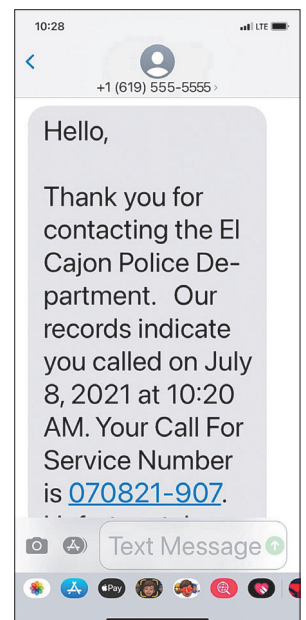 10:28
LTE
+1 (619) 555-5555
Hello,
Thank you for
contacting the El
Cajon Police De-
partment. Our
records indicate
you called on July
8, 2021 at 10:20
AM. Your Call For
Service Number
is 070821-907.
Text Message
Pay